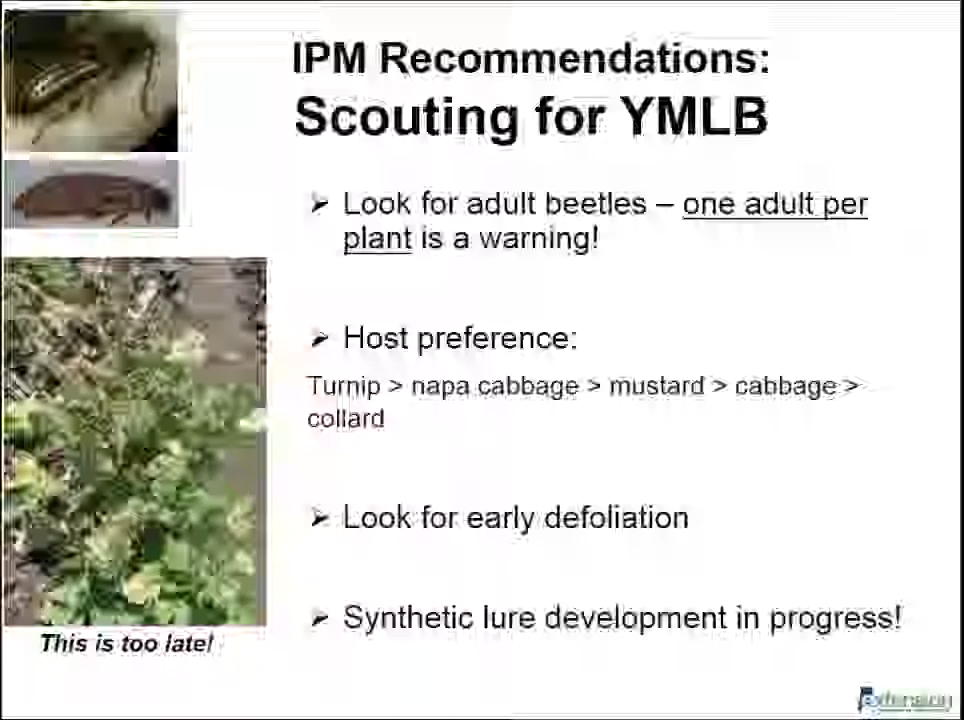 IPM Recommendations:
Scouting for YMLB
➢ Look for adult beetles – one adult per
plant is a warning!
➢ Host preference:
Turnip > napa cabbage > mustard > cabbage >
collard
➢ Look for early defoliation
➢ Synthetic lure development in progress!
This is too late!
eXtension